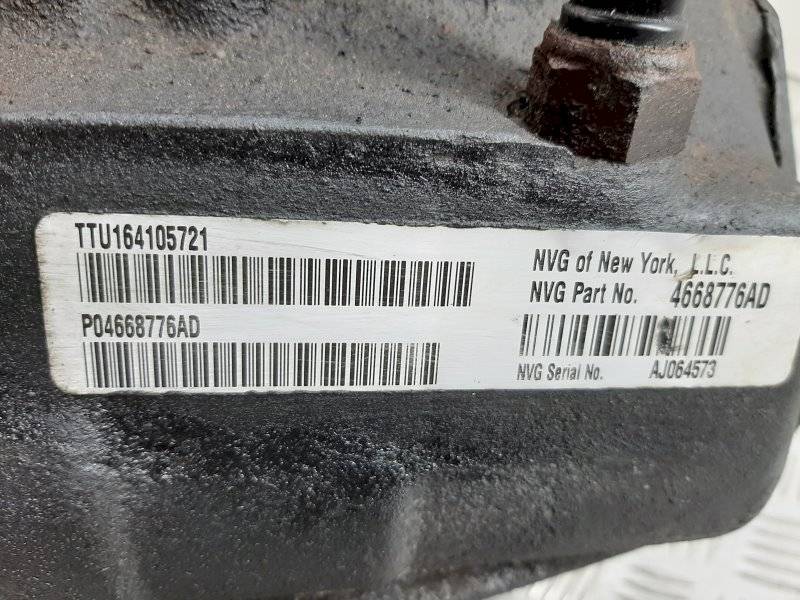 TTU164105721
P04668776AD
NVG of New York, L.L.C.
NVG Part No. 4668776AD
NVG Serial No. AJ064573